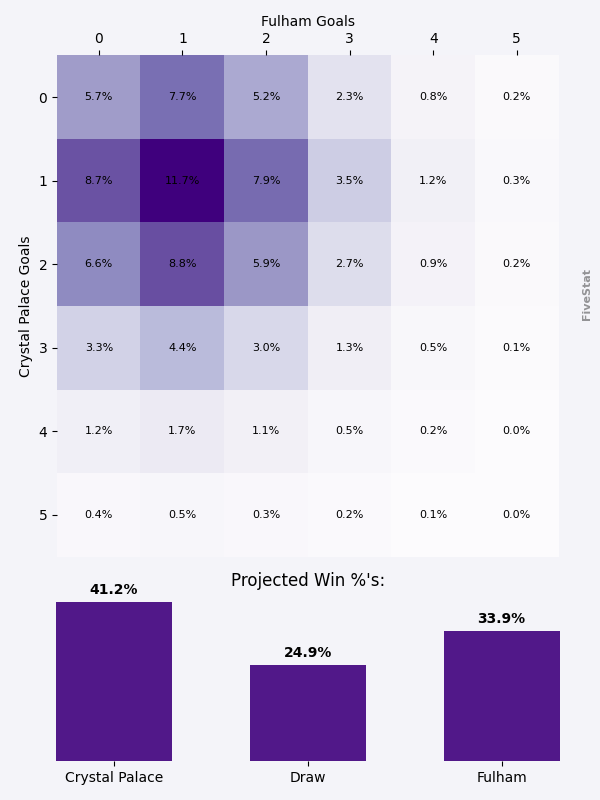 Fulham Goals
0 1 2 3 4 5
0 5.7% 7.7% 5.2% 2.3% 0.8% 0.2%
1 8.7% 11.7% 7.9% 3.5% 1.2% 0.3%
2 6.6% 8.8% 5.9% 2.7% 0.9% 0.2%
3 3.3% 4.4% 3.0% 1.3% 0.5% 0.1%
4 1.2% 1.7% 1.1% 0.5% 0.2% 0.0%
5 0.4% 0.5% 0.3% 0.2% 0.1% 0.0%
Crystal Palace Goals
FiveStat
Projected Win %'s:
41.2% 24.9% 33.9%
Crystal Palace Draw Fulham